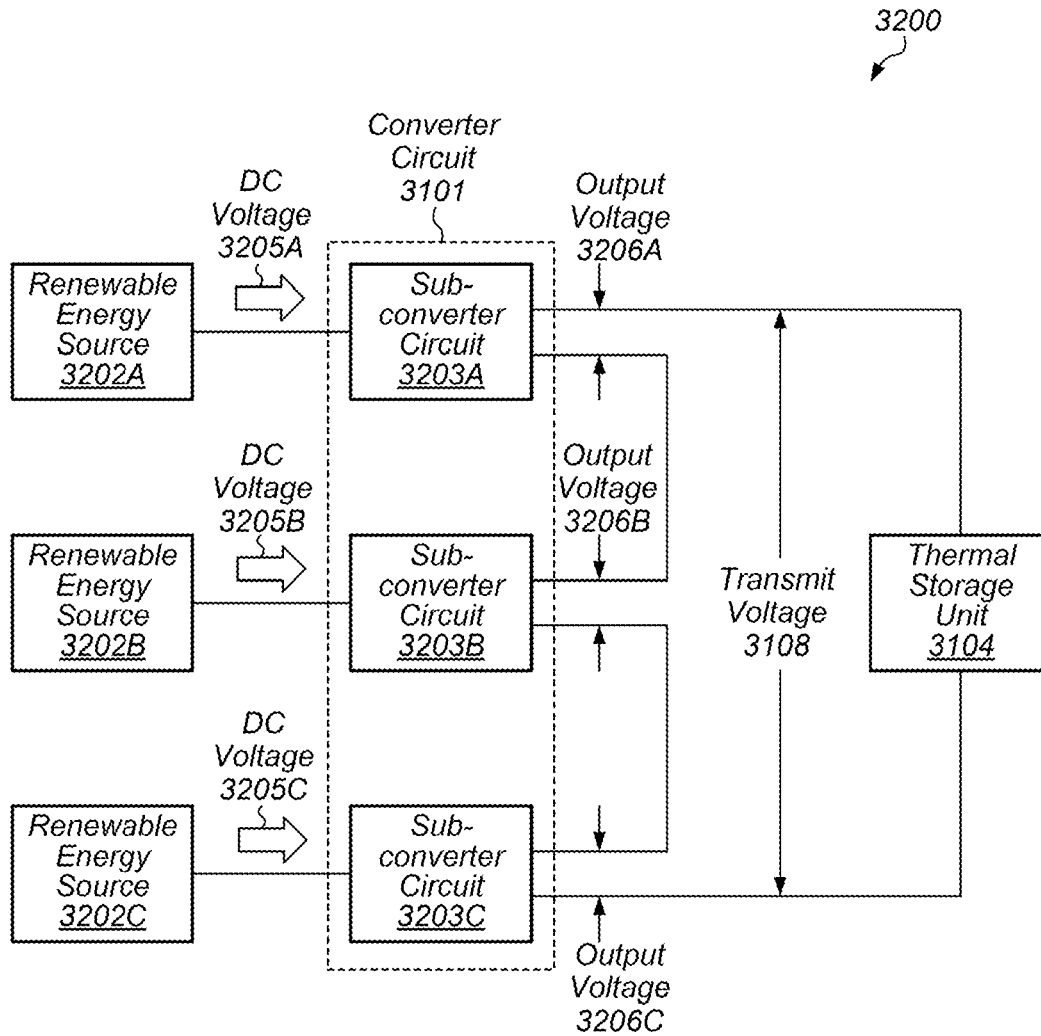 3200
Converter
Circuit
3101
DC
Voltage
3205A
Output
Voltage
3206A
Renewable
Energy
Source
3202A
Sub-
converter
Circuit
3203A
DC
Voltage
3205B
Output
Voltage
3206B
Renewable
Energy
Source
3202B
Sub-
converter
Circuit
3203B
Transmit
Voltage
3108
Thermal
Storage
Unit
3104
DC
Voltage
3205C
Renewable
Energy
Source
3202C
Sub-
converter
Circuit
3203C
Output
Voltage
3206C